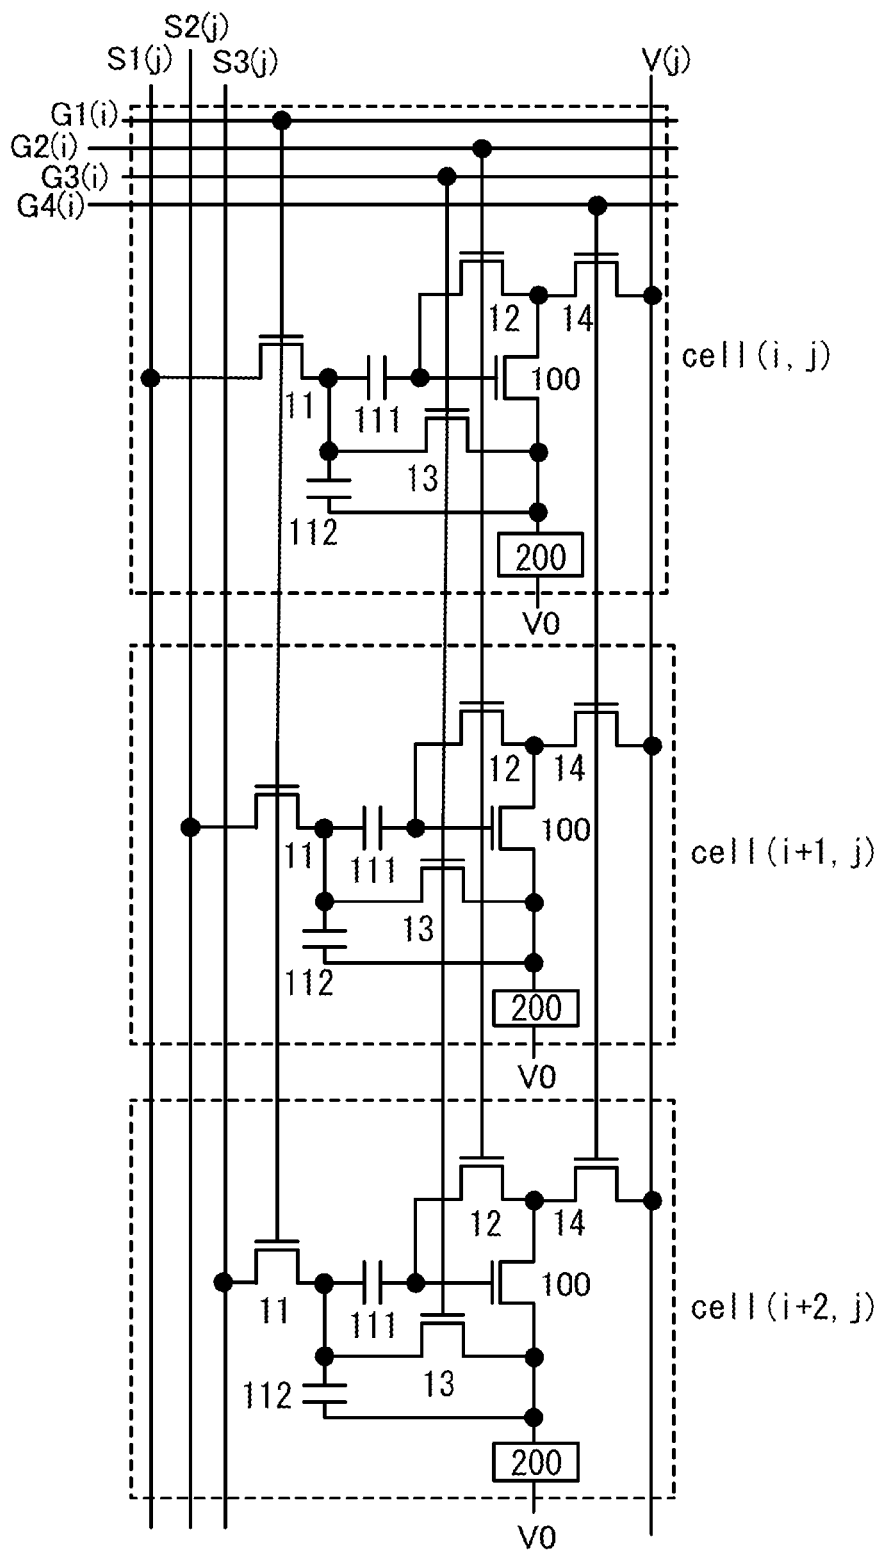 S2(j)
S1(j) S3(j) V(j)
G1(i)
G2(i)
G3(i)
G4(i)
12 14
cell(i, j)
100
11 111
13
112
200
V0
12 14
100
cell(i+1, j)
11 111
13
112
200
V0
12 14
100
cell(i+2, j)
11 111
13
112
200
V0